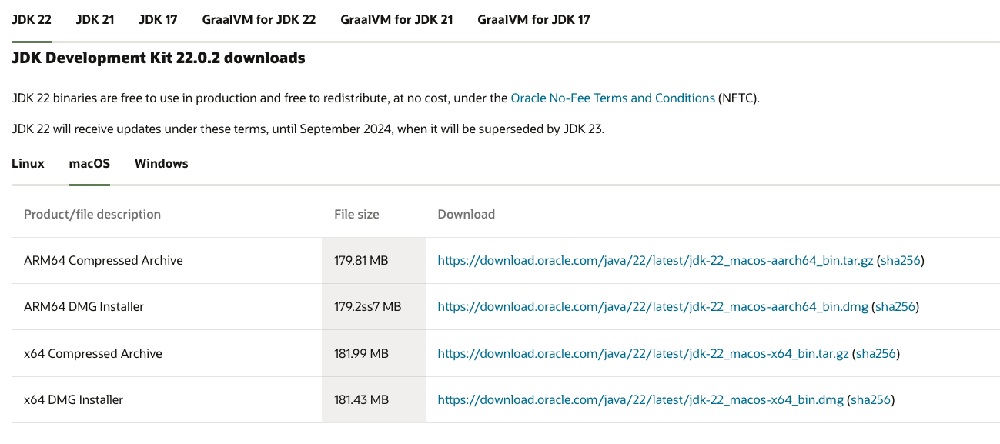 JDK 22 JDK 21 JDK 17 GraalVM for JDK 22 GraalVM for JDK 21 GraalVM for JDK 17
JDK Development Kit 22.0.2 downloads
JDK 22 binaries are free to use in production and free to redistribute, at no cost, under the Oracle No-Fee Terms and Conditions (NFTC).
JDK 22 will receive updates under these terms, until September 2024, when it will be superseded by JDK 23.
Linux macOS Windows
Product/file description File size Download
ARM64 Compressed Archive 179.81 MB https://download.oracle.com/java/22/latest/jdk-22_macos-aarch64_bin.tar.gz (sha256)
ARM64 DMG Installer 179.2ss7 MB https://download.oracle.com/java/22/latest/jdk-22_macos-aarch64_bin.dmg (sha256)
x64 Compressed Archive 181.99 MB https://download.oracle.com/java/22/latest/jdk-22_macos-x64_bin.tar.gz (sha256)
x64 DMG Installer 181.43 MB https://download.oracle.com/java/22/latest/jdk-22_macos-x64_bin.dmg (sha256)